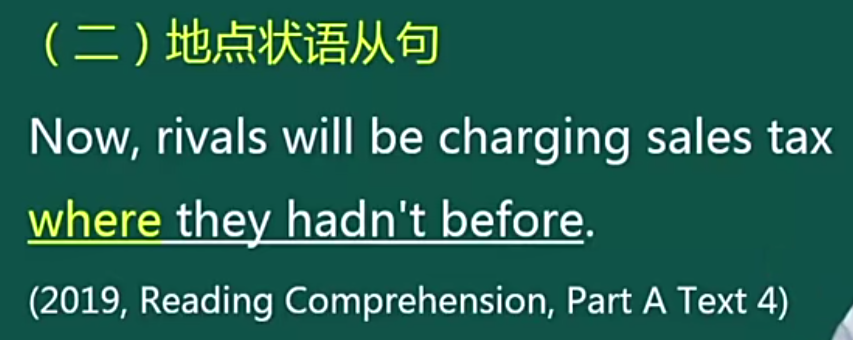 （二）地点状语从句
Now, rivals will be charging sales tax
where they hadn't before.
(2019, Reading Comprehension, Part A Text 4)